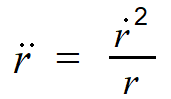 r̈ = ṙ² / r